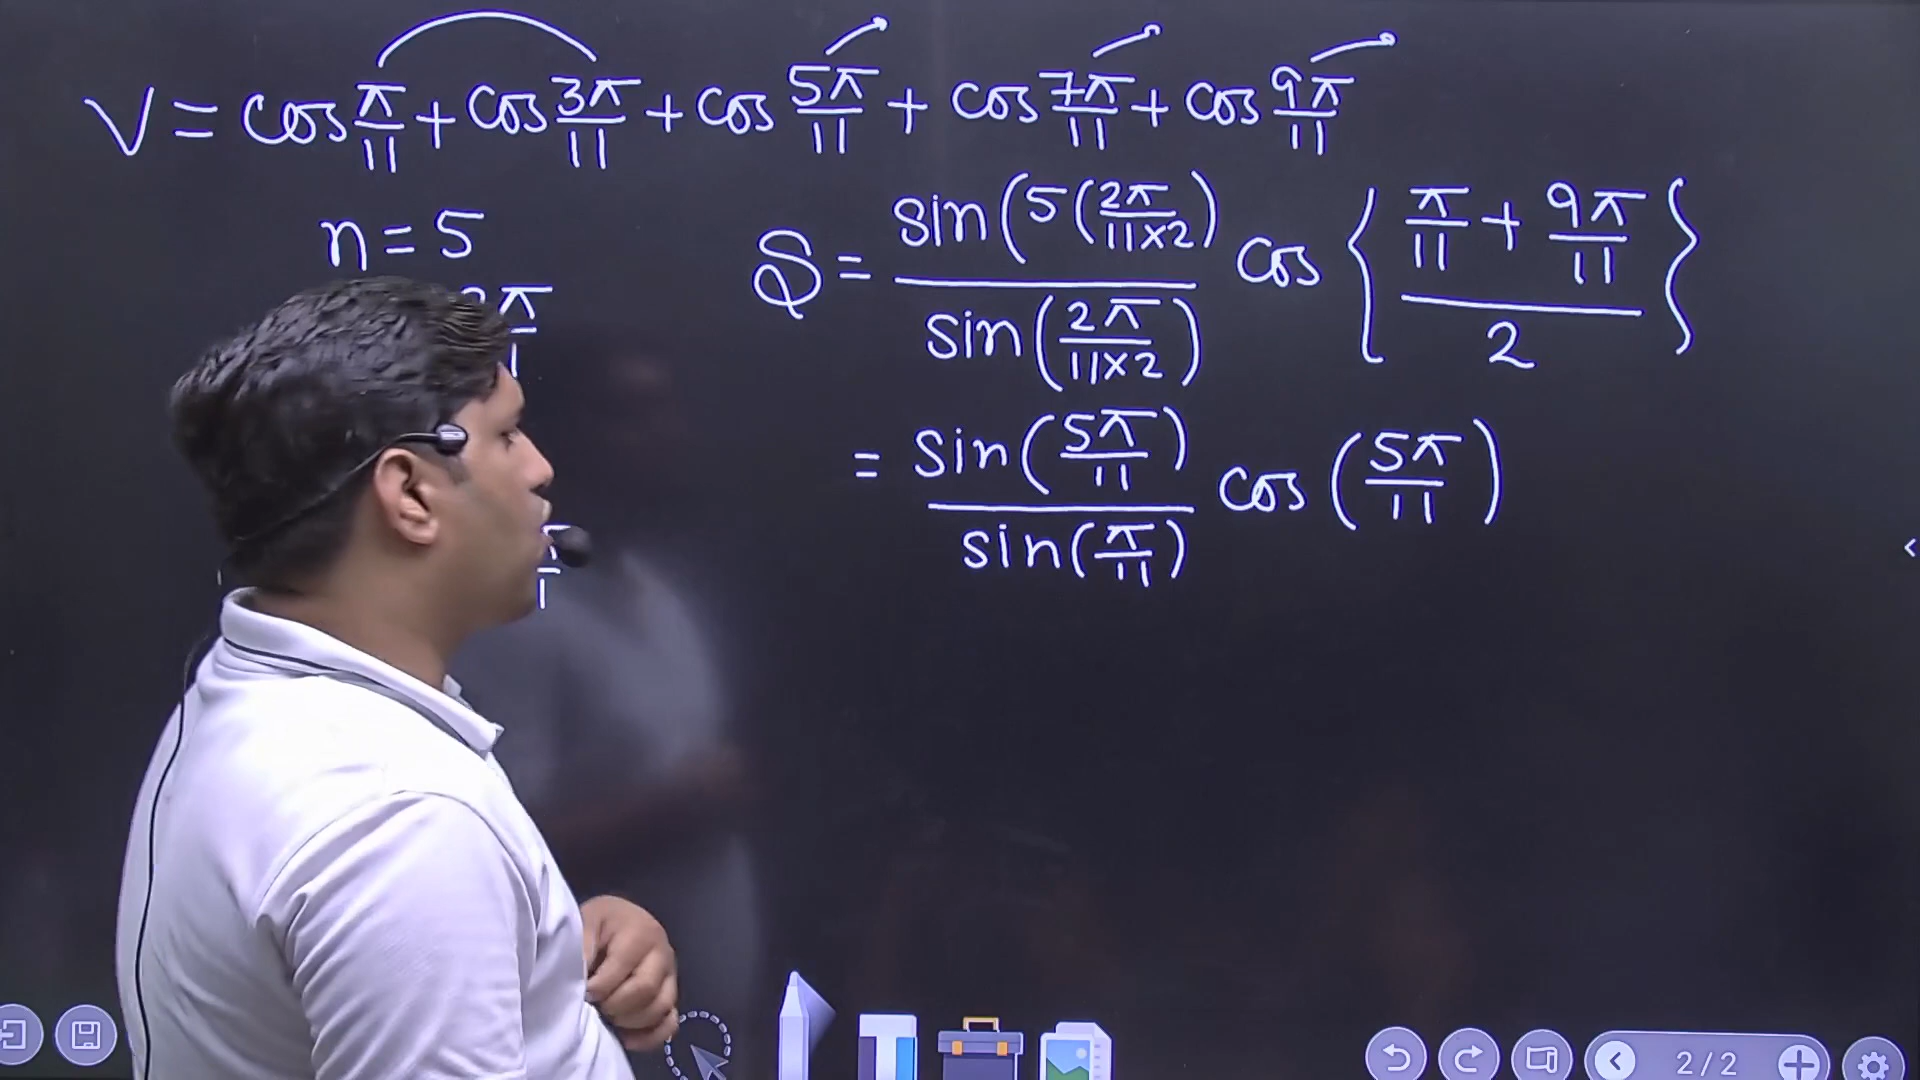 V = cos π/11 + cos 3π/11 + cos 5π/11 + cos 7π/11 + cos 9π/11
n = 5
S = sin(5(2π/11×2) / sin(2π/11×2) cos {(π/11 + 9π/11)/2}
= sin(5π/11) / sin(π/11) cos(5π/11)
2/2